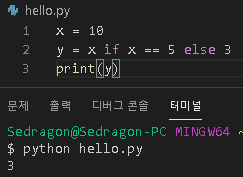 hello.py
1 x = 10
2 y = x if x == 5 else 3
3 print(y)
문제 출력 디버그 콘솔 터미널
Sedragon@Sedragon-PC MINGW64 ~
$ python hello.py
3